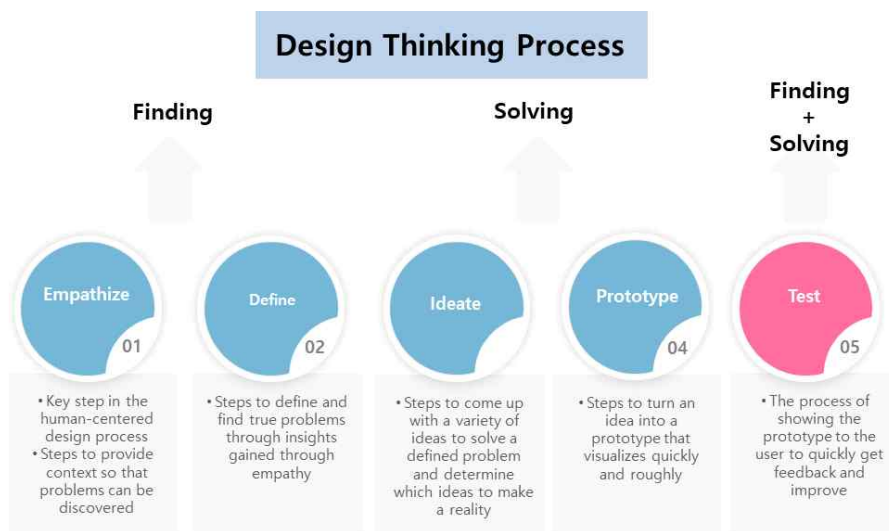 Design Thinking Process
Finding
Solving
Finding
+
Solving
Empathize
01
Define
02
Ideate
Prototype
04
Test
05
• Key step in the
human-centered
design process
• Steps to provide
context so that
problems can be
discovered
• Steps to define and
find true problems
through insights
gained through
empathy
• Steps to come up
with a variety of
ideas to solve a
defined problem
and determine
which ideas to make
a reality
• Steps to turn an
idea into a
prototype that
visualizes quickly
and roughly
• The process of
showing the
prototype to the
user to quickly get
feedback and
improve